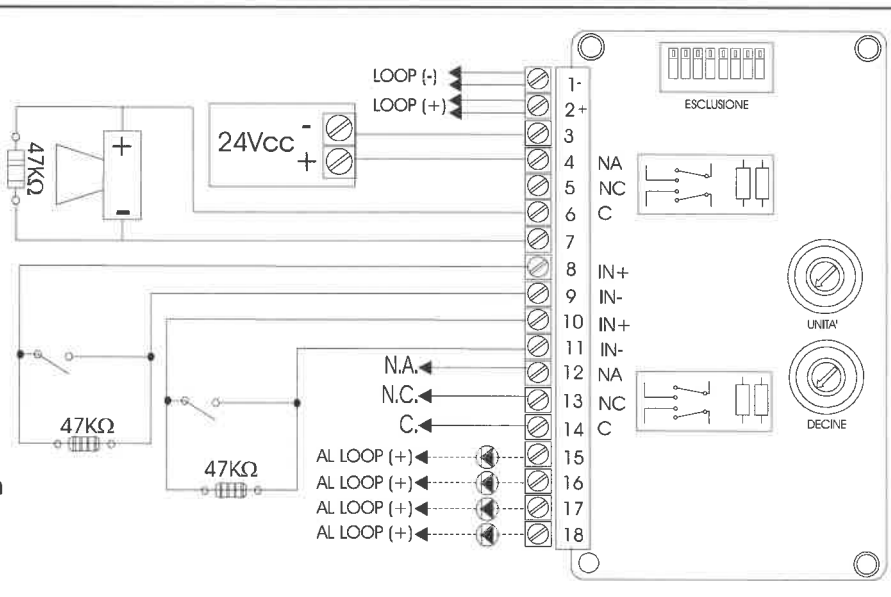 LOOP (-)
LOOP (+)
24Vcc
-
+
47KΩ
+
-
1-
2+
3
4 NA
5 NC
6 C
7
8 IN+
9 IN-
10 IN+
11 IN-
12 NA
13 NC
14 C
15
16
17
18
ESCLUSIONE
UNITA'
DECINE
N.A.
N.C.
C.
47KΩ
47KΩ
AL LOOP (+)
AL LOOP (+)
AL LOOP (+)
AL LOOP (+)